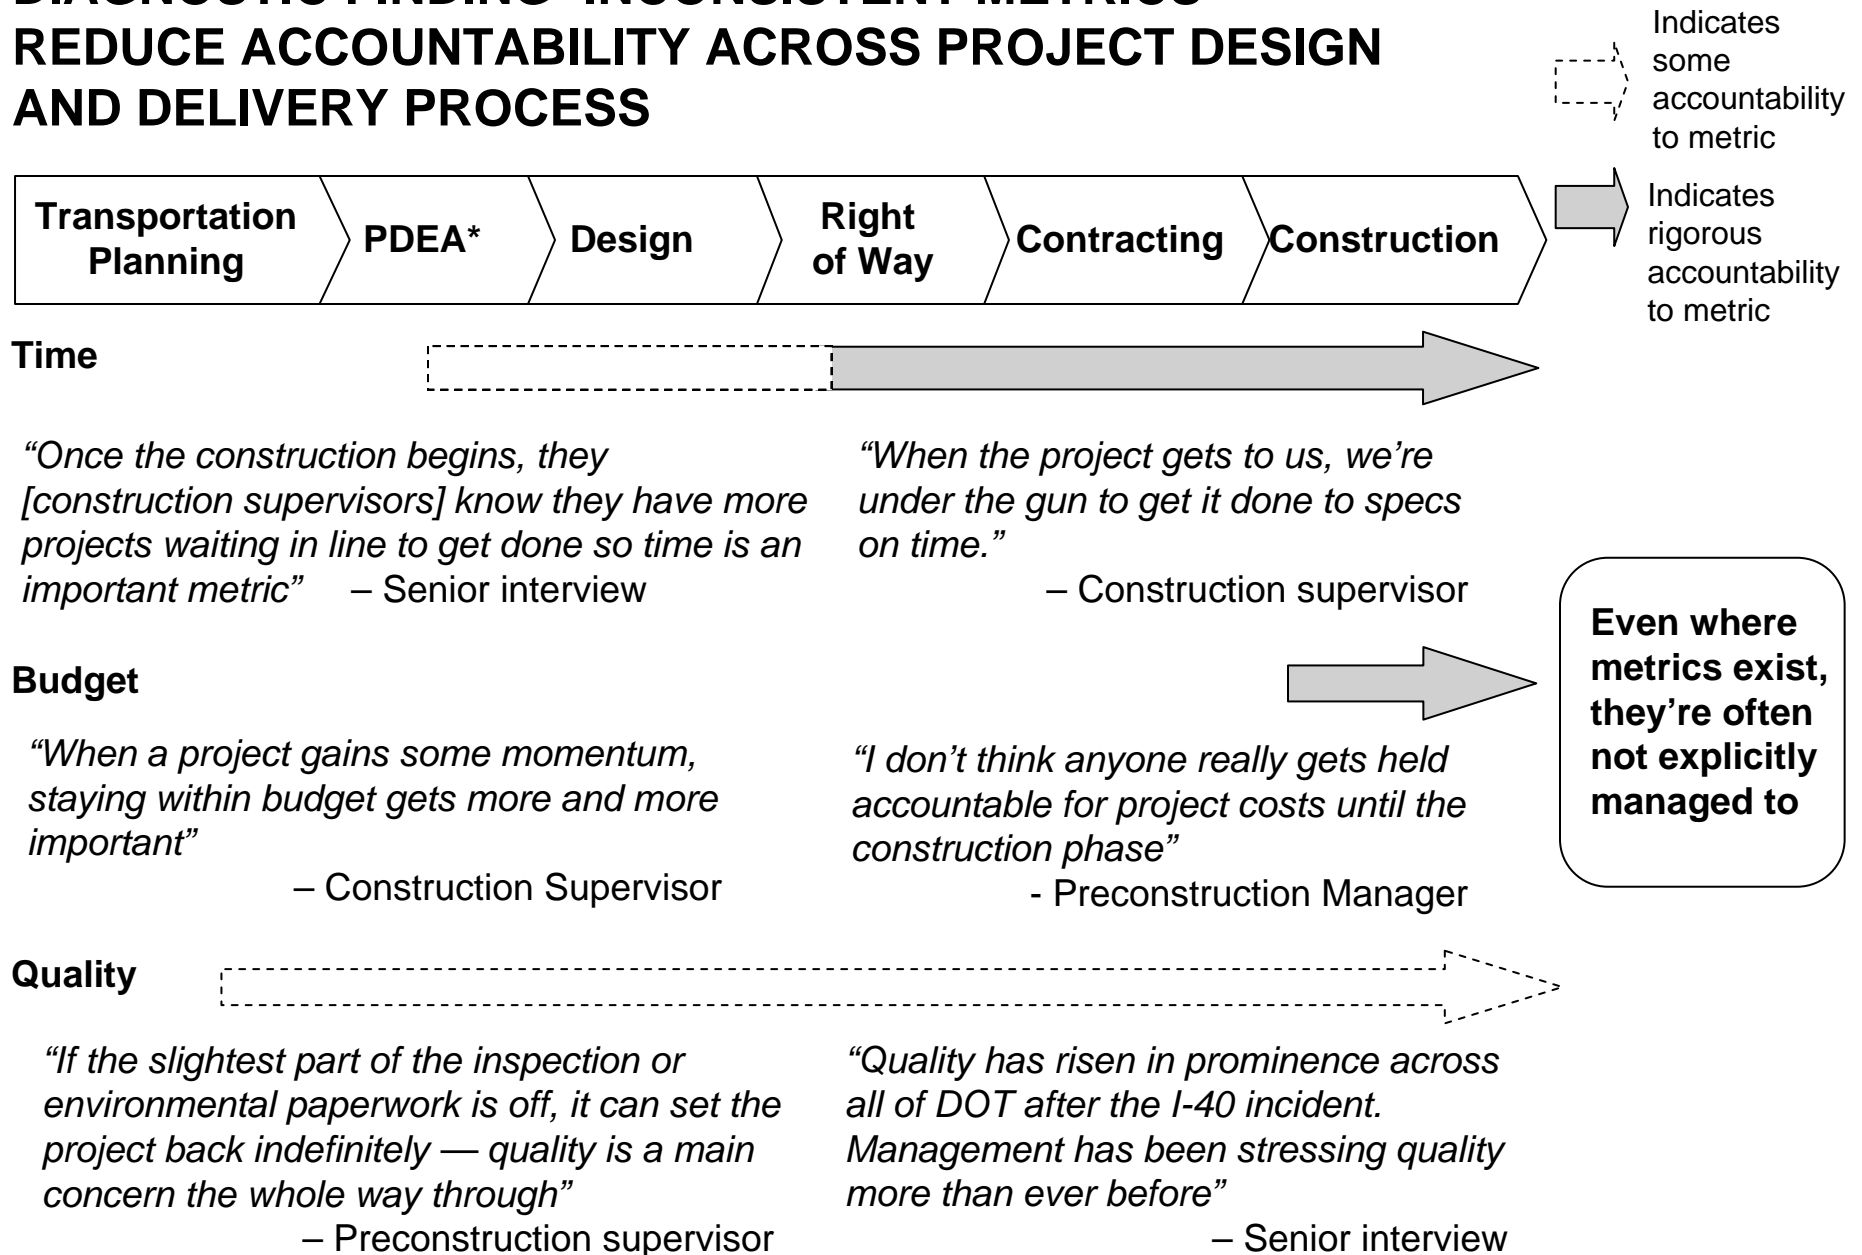 DIAGNOSTIC FINDING–INCONSISTENT METRICS
REDUCE ACCOUNTABILITY ACROSS PROJECT DESIGN
AND DELIVERY PROCESS
Indicates
some
accountability
to metric
Indicates
rigorous
accountability
to metric
Transportation
Planning
PDEA*
Design
Right
of Way
Contracting
Construction
Time
“Once the construction begins, they
[construction supervisors] know they have more
projects waiting in line to get done so time is an
important metric” – Senior interview
“When the project gets to us, we’re
under the gun to get it done to specs
on time.”
– Construction supervisor
Budget
“When a project gains some momentum,
staying within budget gets more and more
important”
– Construction Supervisor
“I don’t think anyone really gets held
accountable for project costs until the
construction phase”
- Preconstruction Manager
Even where
metrics exist,
they’re often
not explicitly
managed to
Quality
“If the slightest part of the inspection or
environmental paperwork is off, it can set the
project back indefinitely — quality is a main
concern the whole way through”
– Preconstruction supervisor
“Quality has risen in prominence across
all of DOT after the I-40 incident.
Management has been stressing quality
more than ever before”
– Senior interview